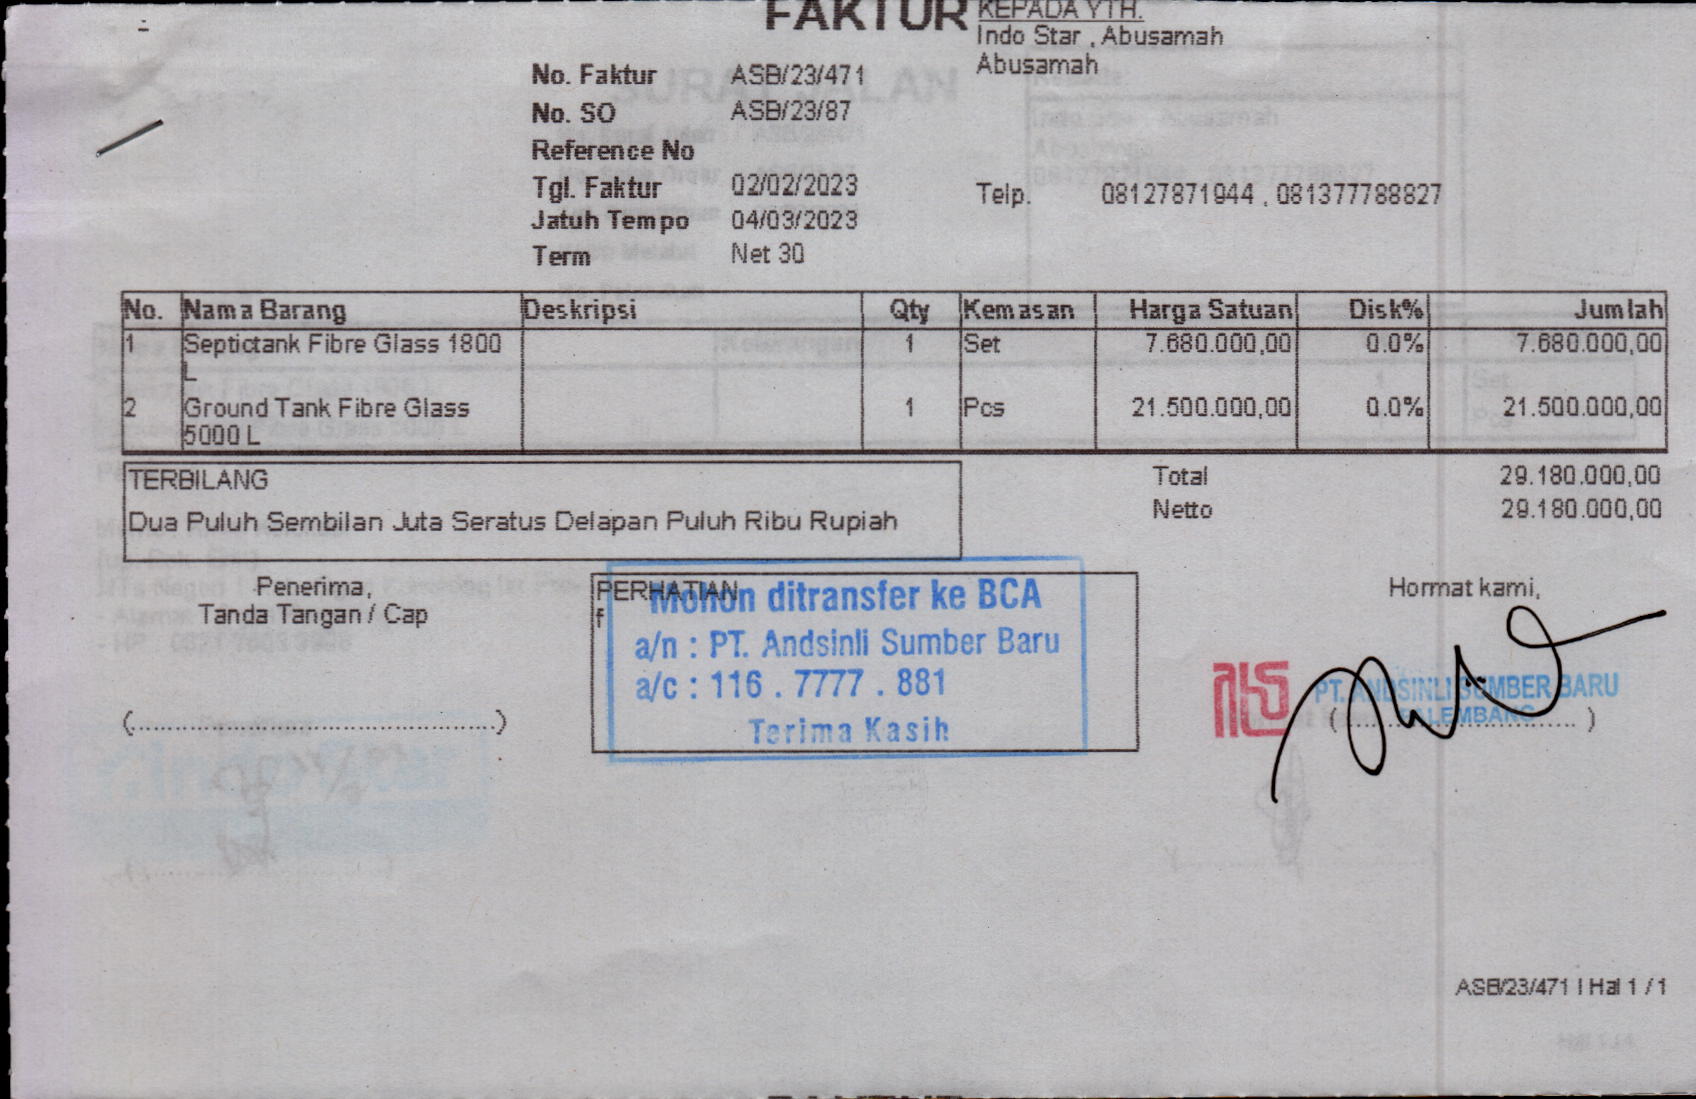 FAKTUR
KEPADA YTH.
Indo Star , Abusamah
Abusamah
No. Faktur ASB/23/471
No. SO ASB/23/87
Reference No
Tgl. Faktur 02/02/2023
Telp. 08127871944 , 081377788827
Jatuh Tempo 04/03/2023
Term Net 30
No. Nama Barang Deskripsi Qty Kemasan Harga Satuan Disk% Jumlah
1 Septictank Fibre Glass 1800 1 Set 7.680.000,00 0.0% 7.680.000,00
L
2 Ground Tank Fibre Glass 1 Pcs 21.500.000,00 0.0% 21.500.000,00
5000 L
TERBILANG
Dua Puluh Sembilan Juta Seratus Delapan Puluh Ribu Rupiah
Total 29.180.000,00
Netto 29.180.000,00
Penerima,
Tanda Tangan / Cap
(......................................................)
PERHATIAN
f
Mohon ditransfer ke BCA
a/n : PT. Andsinli Sumber Baru
a/c : 116 . 7777 . 881
Terima Kasih
Hormat kami,
PT. ANDSINLI SUMBER BARU
PALEMBANG
(....................................)
ASB/23/471 | Hal 1 / 1